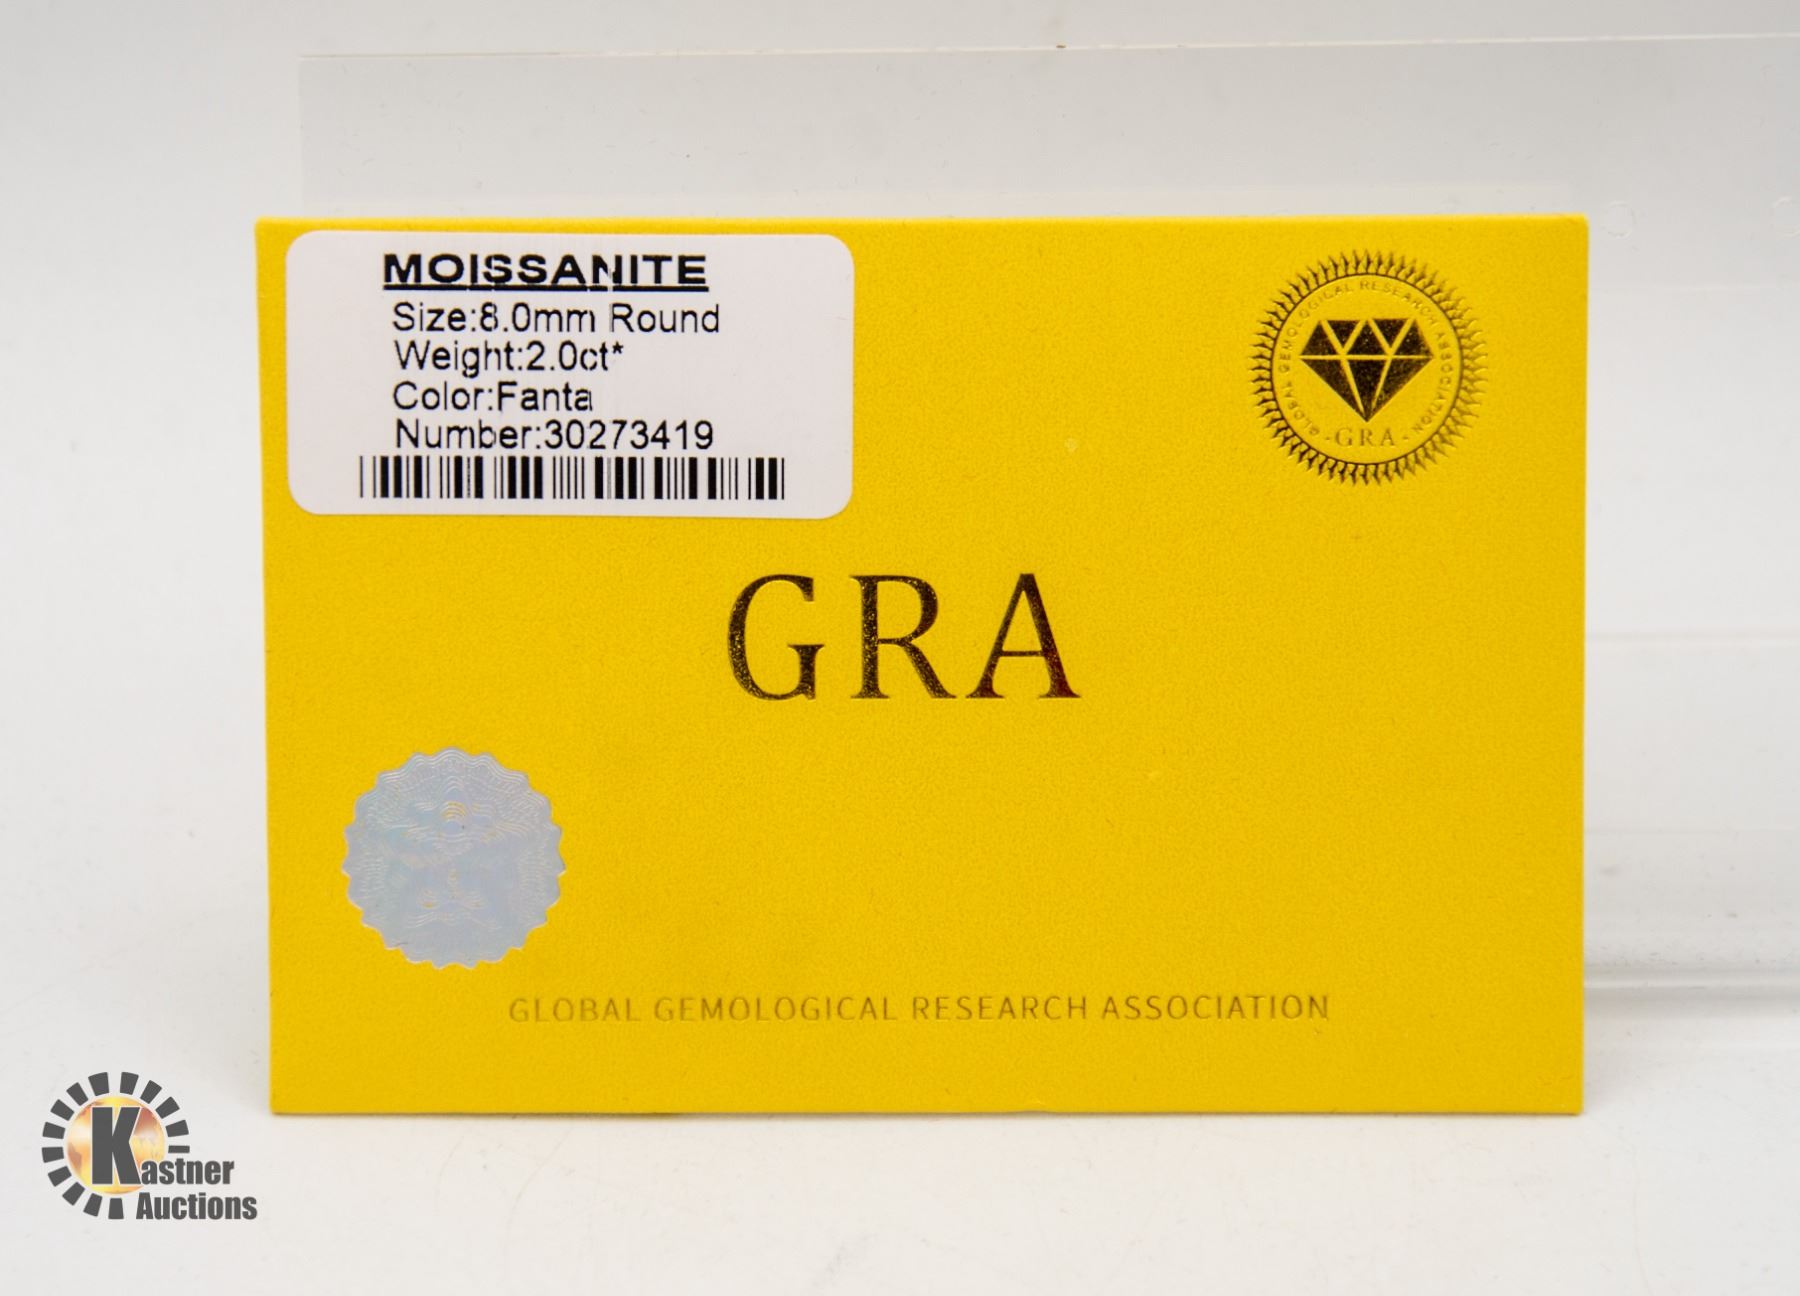 MOISSANITE
Size:8.0mm Round
Weight:2.0ct*
Color:Fanta
Number:30273419
GLOBAL GEMOLOGICAL RESEARCH ASSOCIATION
-GRA-
GRA
GLOBAL GEMOLOGICAL RESEARCH ASSOCIATION
Kastner
Auctions